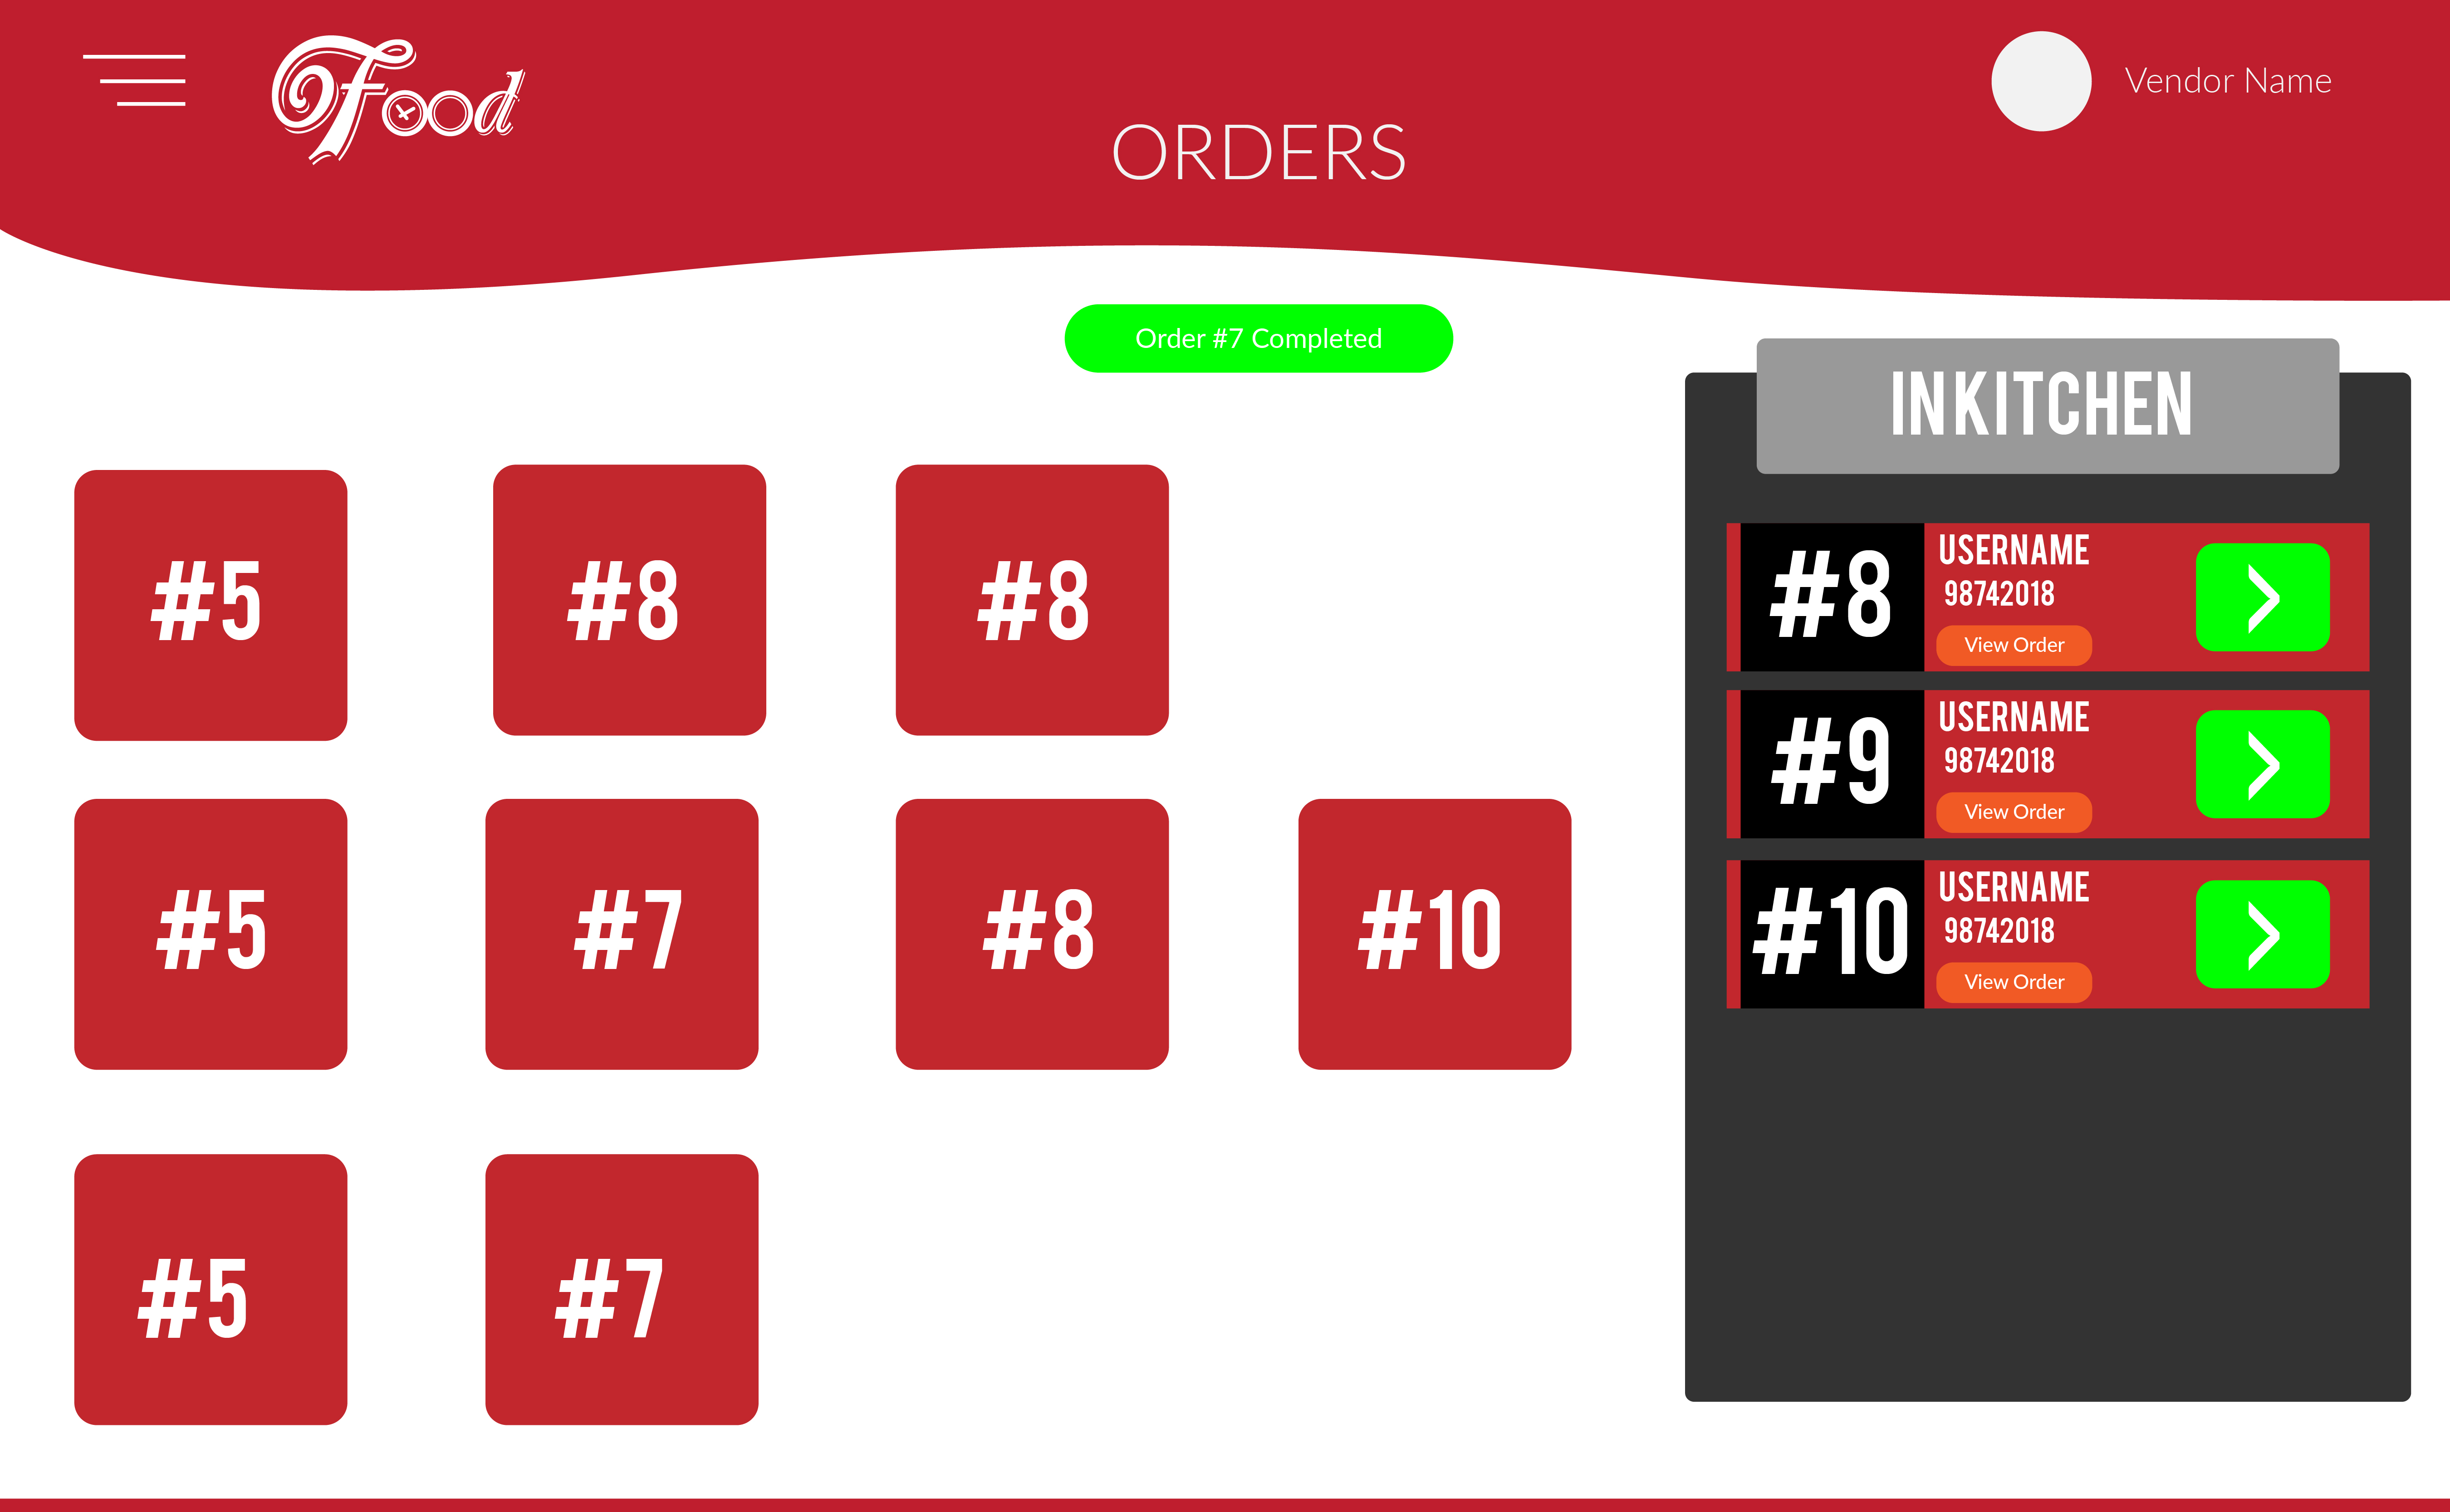 Food
Vendor Name
ORDERS
Order #7 Completed
#5
#8
#8
#5
#7
#8
#10
#5
#7
INKITCHEN
#8
USERNAME
98742018
View Order
>
#9
USERNAME
98742018
View Order
>
#10
USERNAME
98742018
View Order
>